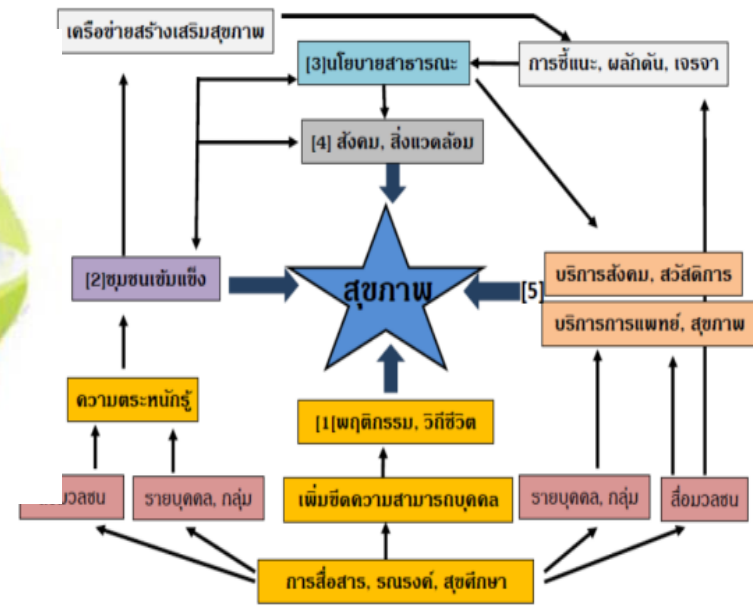 เครือข่ายสร้างเสริมสุขภาพ
[3]นโยบายสาธารณะ
การชี้แนะ, ผลักดัน, เจรจา
[4] สังคม, สิ่งแวดล้อม
[2]ชุมชนเข้มแข็ง
สุขภาพ
[5]
บริการสังคม, สวัสดิการ
บริการการแพทย์, สุขภาพ
ความตระหนักรู้
[1[พฤติกรรม, วิถีชีวิต
มวลชน
รายบุคคล, กลุ่ม
เพิ่มขีดความสามารถบุคคล
รายบุคคล, กลุ่ม
สื่อมวลชน
การสื่อสาร, รณรงค์, สุขศึกษา